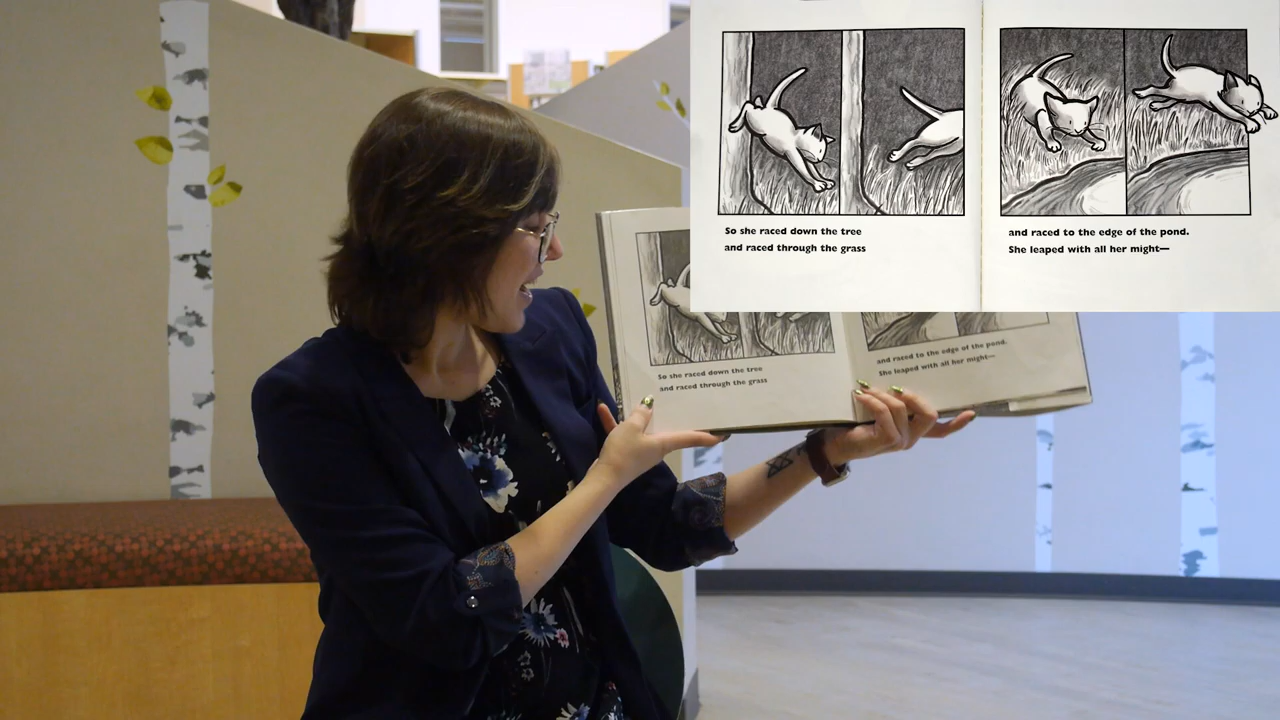 So she raced down the tree
and raced through the grass
and raced to the edge of the pond.
She leaped with all her might—
So she raced down the tree
and raced through the grass
and raced to the edge of the pond.
She leaped with all her might—